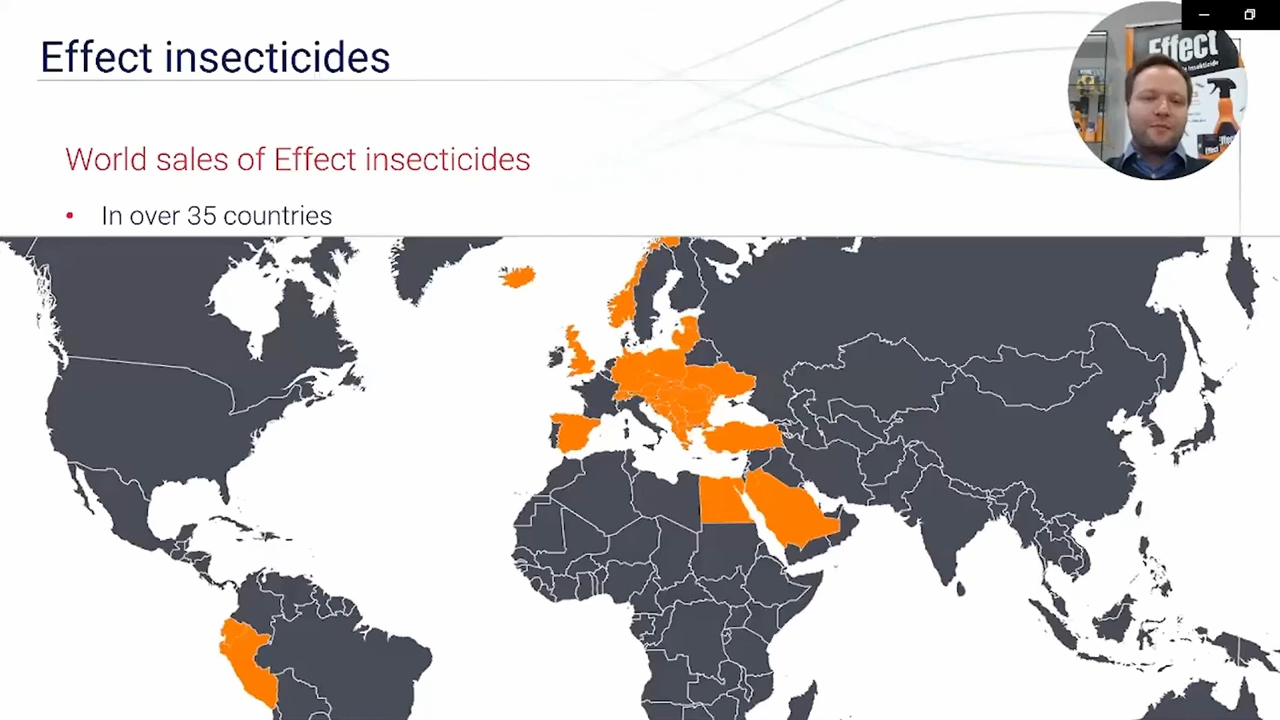 Effect insecticides
Effect
World sales of Effect insecticides
In over 35 countries